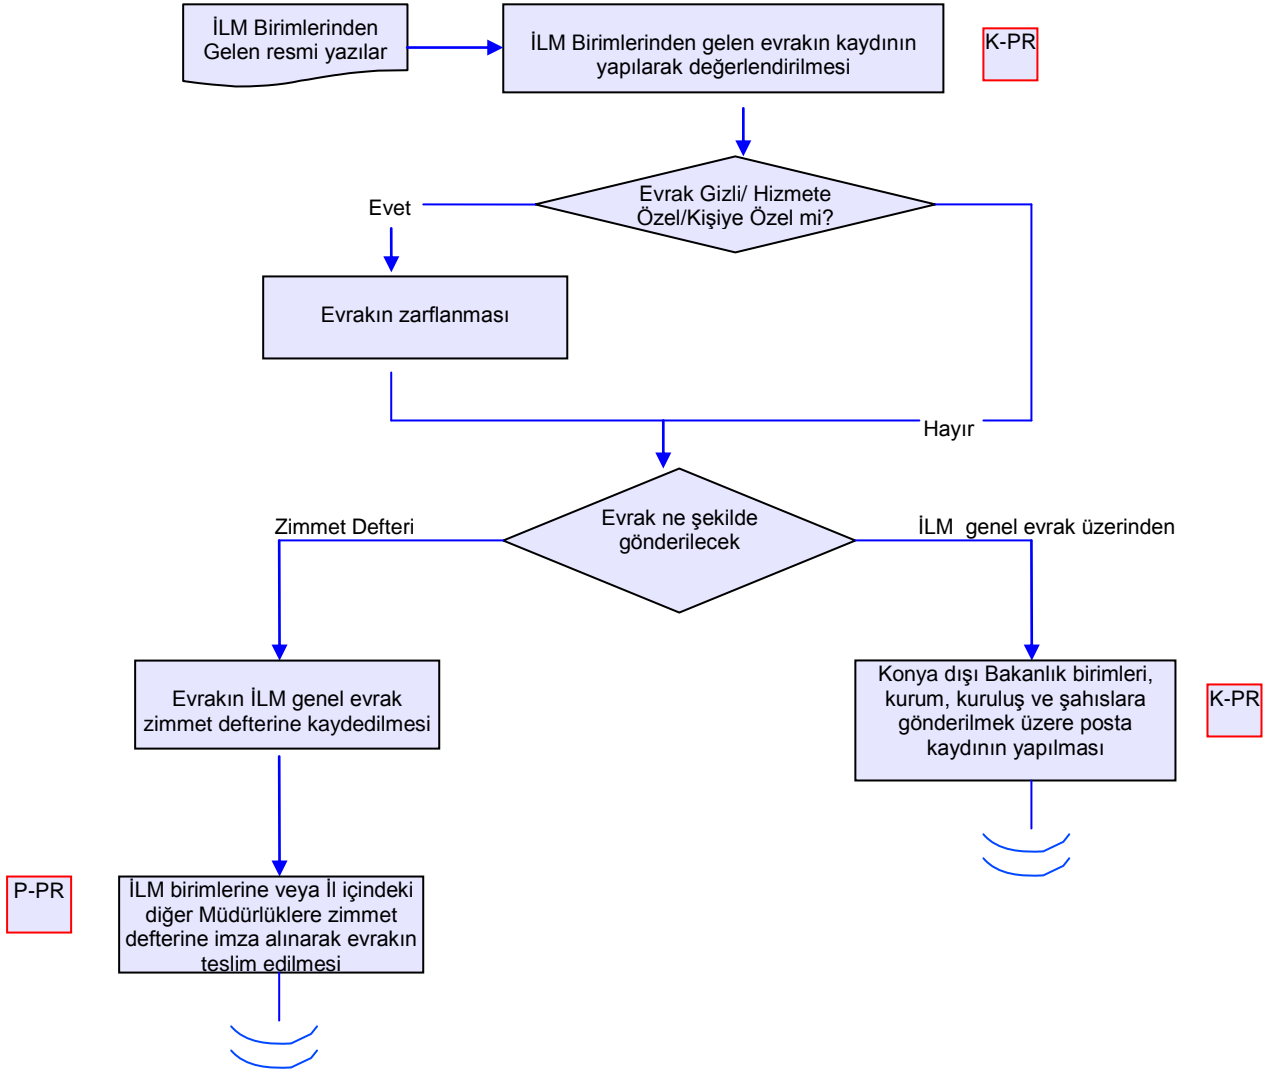 İLM Birimlerinden
Gelen resmi yazılar
İLM Birimlerinden gelen evrakın kaydının
yapılarak değerlendirilmesi
K-PR
Evrak Gizli/ Hizmete
Özel/Kişiye Özel mi?
Evet
Evrakın zarflanması
Hayır
Evrak ne şekilde
gönderilecek
Zimmet Defteri
İLM  genel evrak üzerinden
Evrakın İLM genel evrak
zimmet defterine kaydedilmesi
Konya dışı Bakanlık birimleri,
kurum, kuruluş ve şahıslara
gönderilmek üzere posta
kaydının yapılması
K-PR
P-PR
İLM birimlerine veya İl içindeki
diğer Müdürlüklere zimmet
defterine imza alınarak evrakın
teslim edilmesi